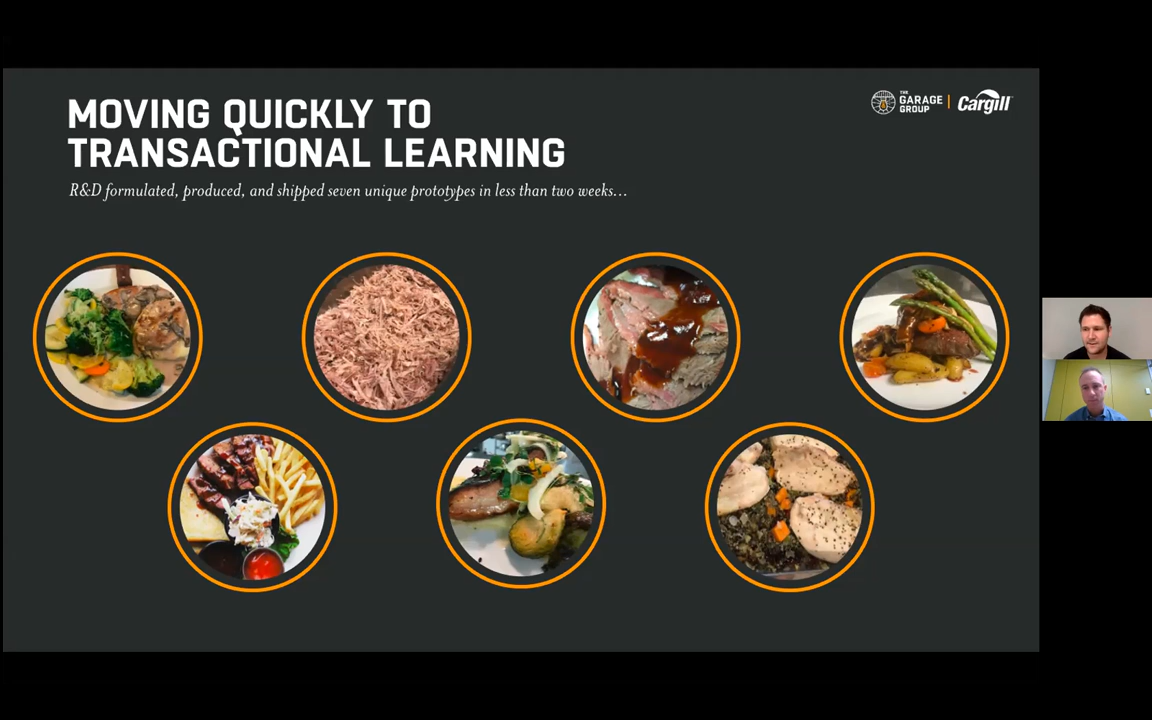 MOVING QUICKLY TO
TRANSACTIONAL LEARNING
R&D formulated, produced, and shipped seven unique prototypes in less than two weeks...
THE
GARAGE
GROUP
Cargill